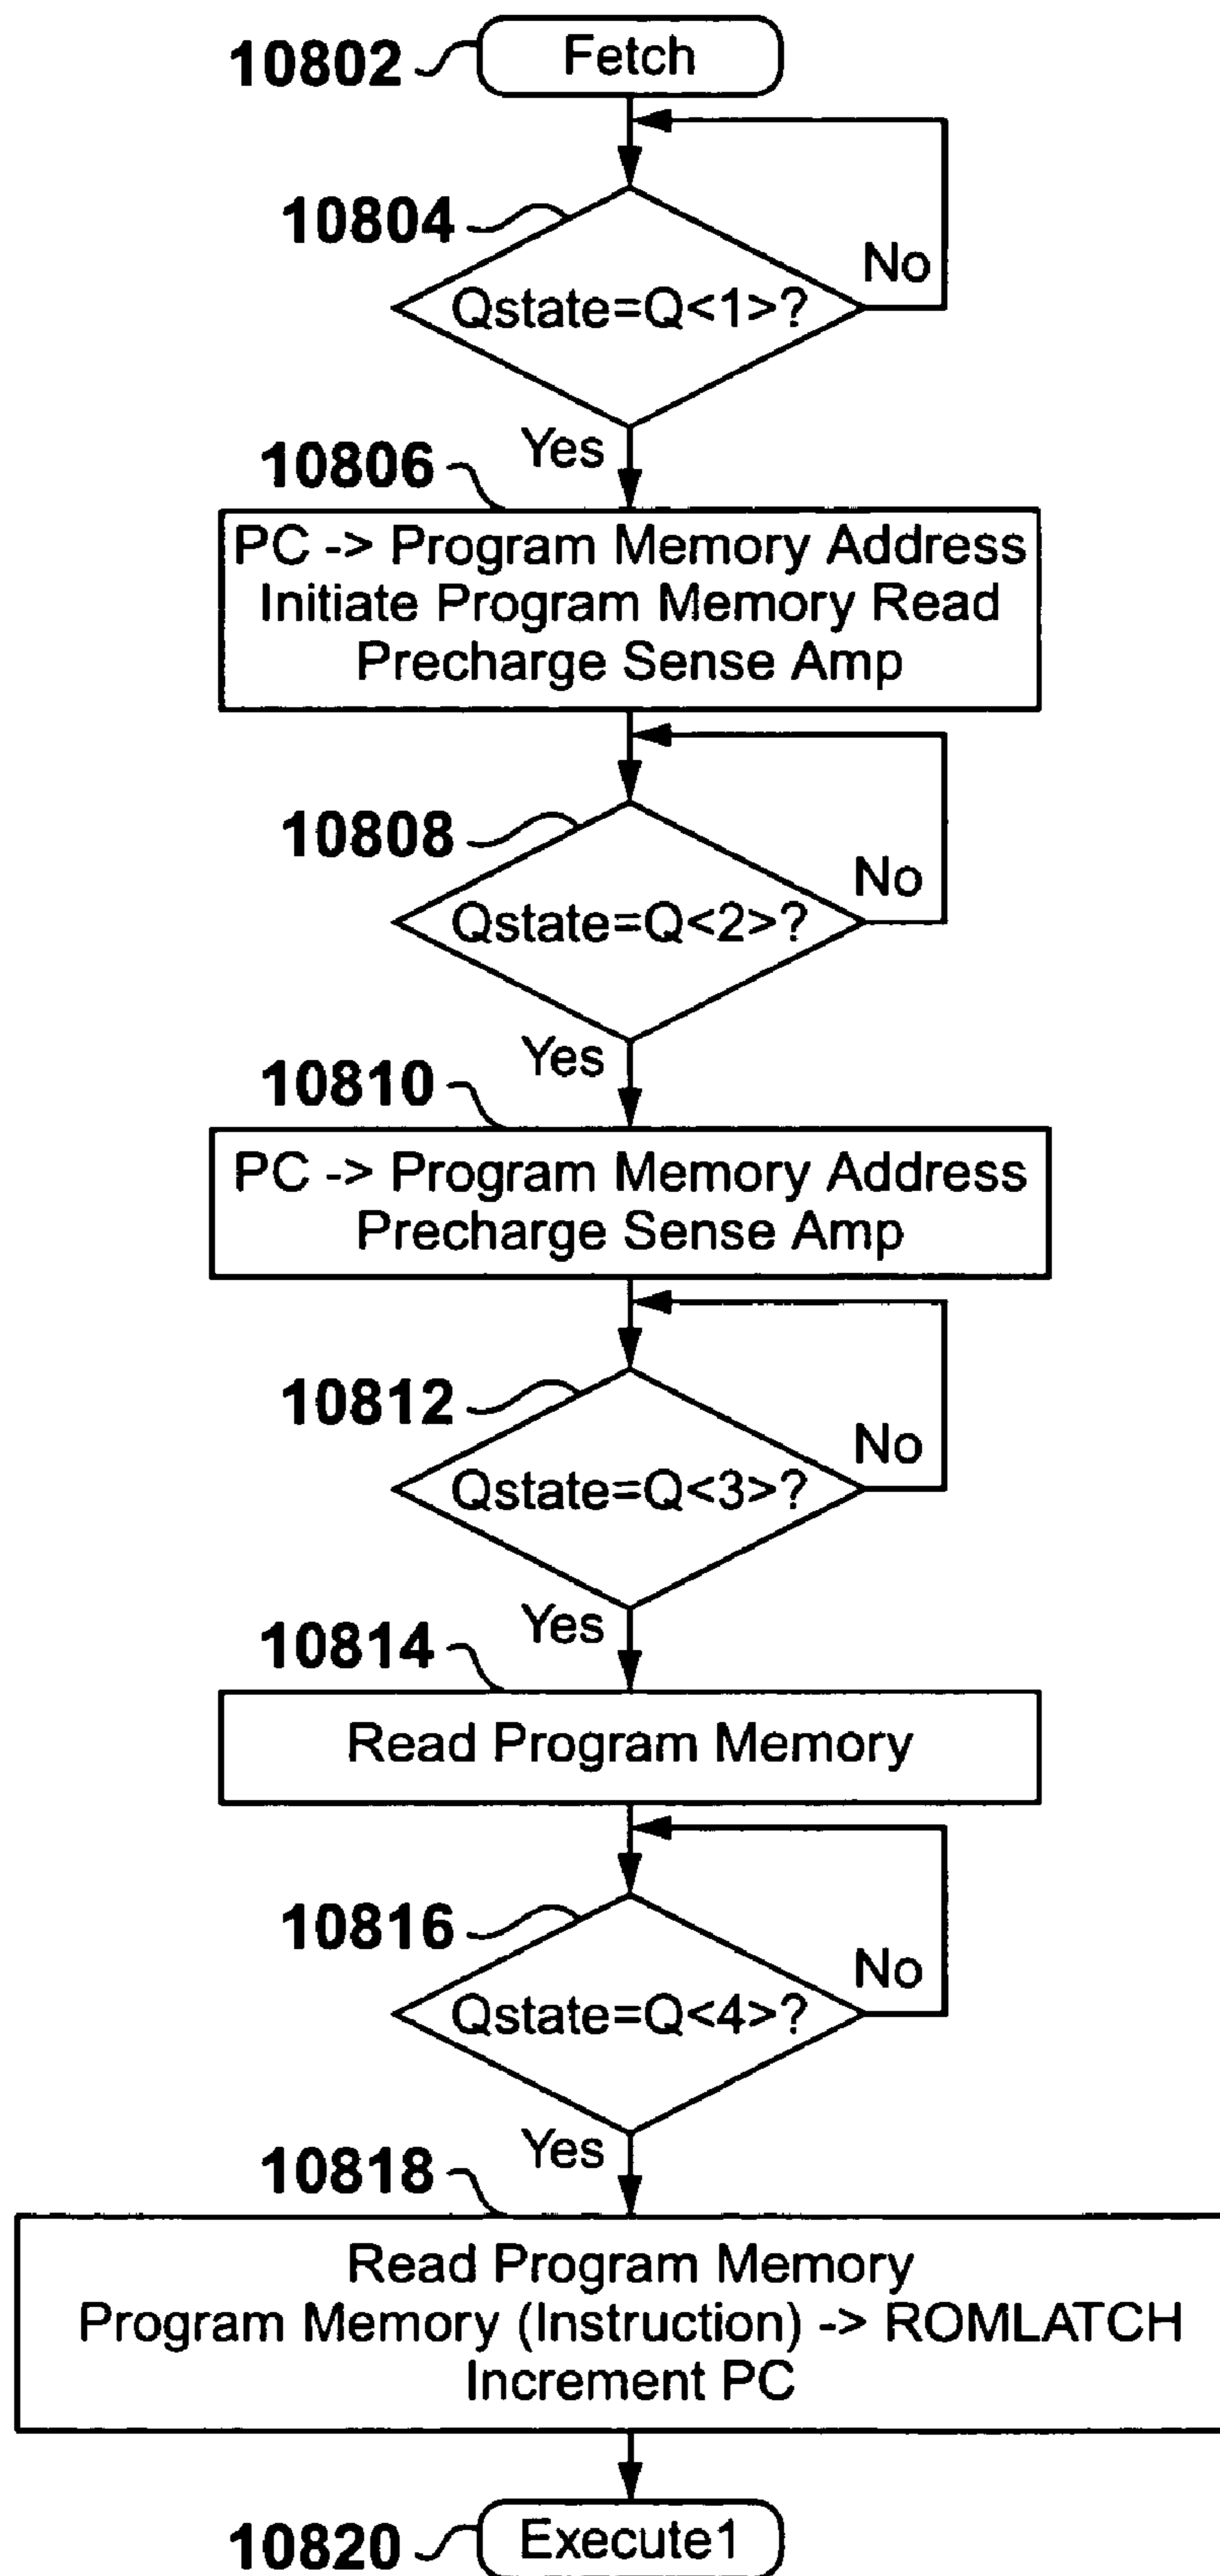 10802
Fetch
10804
No
Qstate=Q<1>?
Yes
10806
PC -> Program Memory Address
Initiate Program Memory Read
Precharge Sense Amp
10808
No
Qstate=Q<2>?
Yes
10810
PC -> Program Memory Address
Precharge Sense Amp
10812
No
Qstate=Q<3>?
Yes
10814
Read Program Memory
10816
No
Qstate=Q<4>?
Yes
10818
Read Program Memory
Program Memory (Instruction) -> ROMLATCH
Increment PC
10820
Execute1